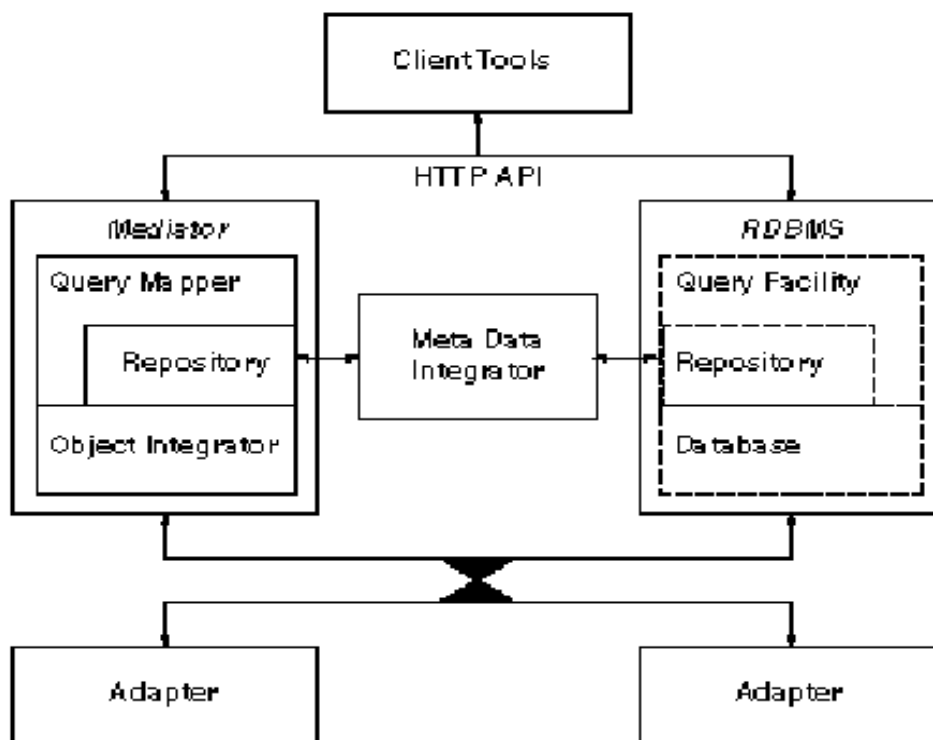 Client Tools
HTTP API
Mediator
RDBMS
Query Mapper
Query Facility
Repository
Meta Data
Integrator
Repository
Object Integrator
Database
Adapter
Adapter